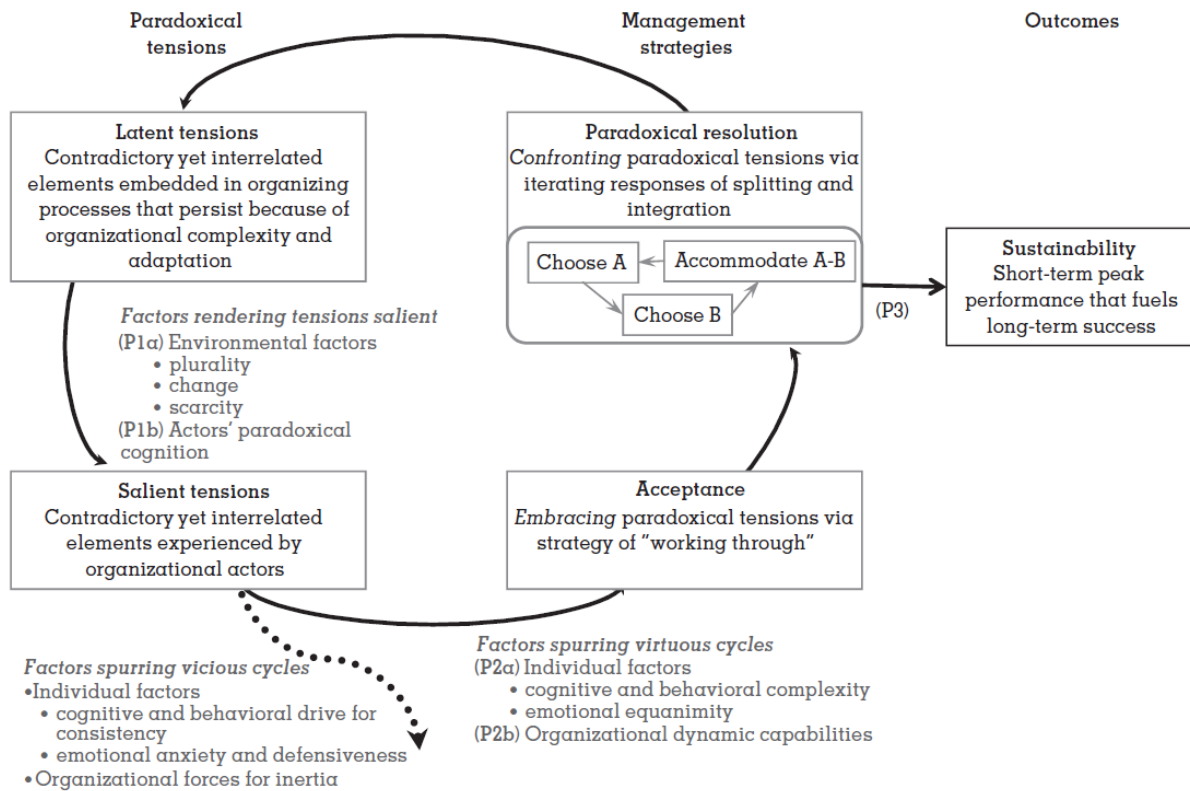 Paradoxical
tensions
Management
strategies
Outcomes
Latent tensions
Contradictory yet interrelated
elements embedded in organizing
processes that persist because of
organizational complexity and
adaptation
Paradoxical resolution
Confronting paradoxical tensions via
iterating responses of splitting and
integration
Choose A
Accommodate A-B
Choose B
(P3)
Sustainability
Short-term peak
performance that fuels
long-term success
Factors rendering tensions salient
(P1a) Environmental factors
• plurality
• change
• scarcity
(P1b) Actors' paradoxical
cognition
Salient tensions
Contradictory yet interrelated
elements experienced by
organizational actors
Acceptance
Embracing paradoxical tensions via
strategy of "working through"
Factors spurring vicious cycles
•Individual factors
• cognitive and behavioral drive for
consistency
• emotional anxiety and defensiveness
•Organizational forces for inertia
Factors spurring virtuous cycles
(P2a) Individual factors
• cognitive and behavioral complexity
• emotional equanimity
(P2b) Organizational dynamic capabilities